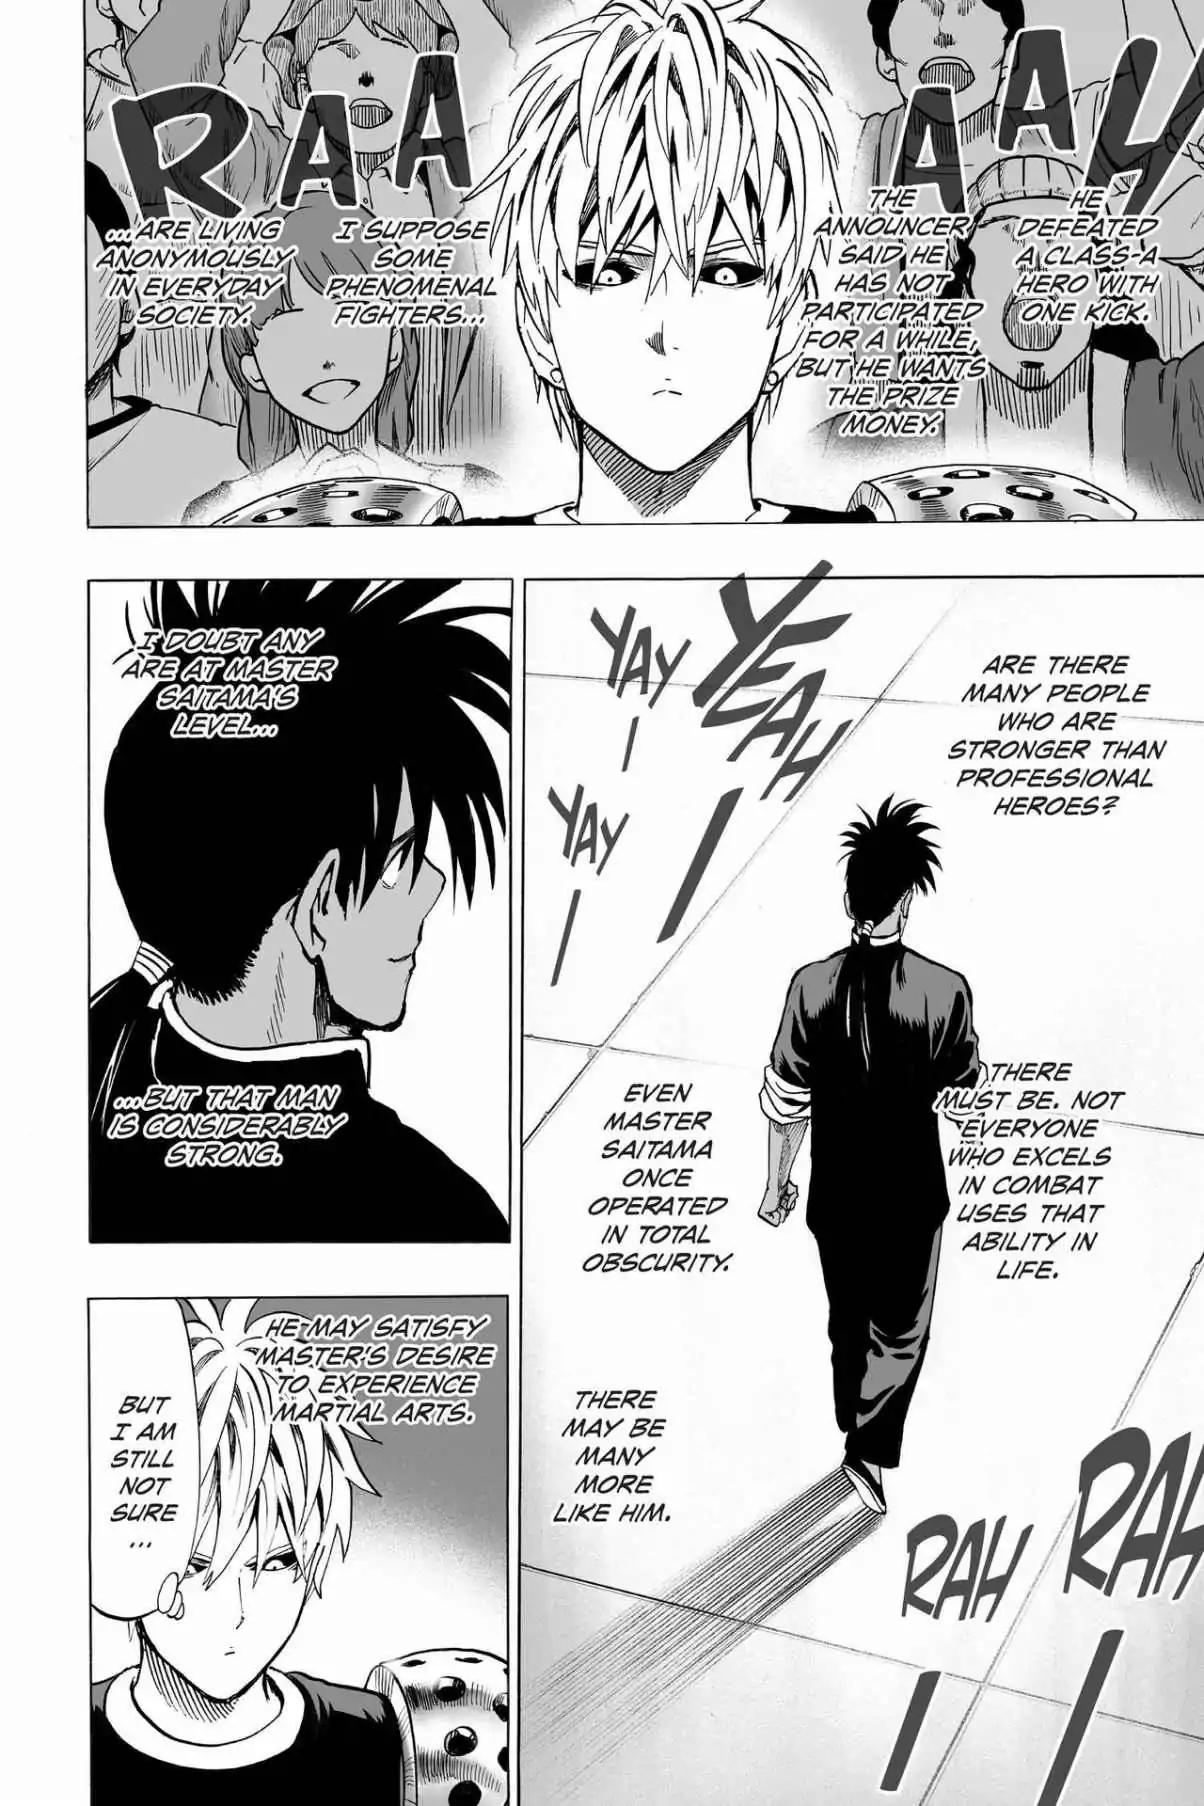 RAA
AAH
HE
DEFEATED
A CLASS-A
HERO WITH
ONE KICK.
THE
ANNOUNCER
SAID HE
HAS NOT
PARTICIPATED
FOR A WHILE,
BUT HE WANTS
THE PRIZE
MONEY.
I SUPPOSE
SOME
PHENOMENAL
FIGHTERS...
...ARE LIVING
ANONYMOUSLY
IN EVERYDAY
SOCIETY.
YEAH
YAY
YAY
ARE THERE
MANY PEOPLE
WHO ARE
STRONGER THAN
PROFESSIONAL
HEROES?
THERE
MUST BE. NOT
EVERYONE
WHO EXCELS
IN COMBAT
USES THAT
ABILITY IN
LIFE.
EVEN
MASTER
SAITAMA
ONCE
OPERATED
IN TOTAL
OBSCURITY.
THERE
MAY BE
MANY
MORE
LIKE HIM.
RAH
RAH
I DOUBT ANY
ARE AT MASTER
SAITAMA'S
LEVEL...
...BUT THAT MAN
IS CONSIDERABLY
STRONG.
HE MAY SATISFY
MASTER'S DESIRE
TO EXPERIENCE
MARTIAL ARTS.
BUT
I AM
STILL
NOT
SURE
...